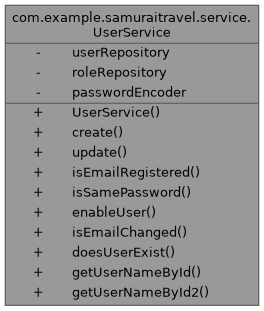 com.example.samuraitravel.service.
UserService
- userRepository
- roleRepository
- passwordEncoder
+ UserService()
+ create()
+ update()
+ isEmailRegistered()
+ isSamePassword()
+ enableUser()
+ isEmailChanged()
+ doesUserExist()
+ getUserNameById()
+ getUserNameById2()